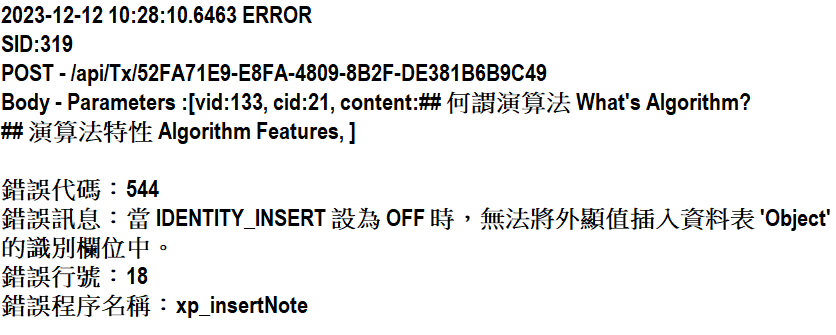 2023-12-12 10:28:10.6463 ERROR
SID:319
POST - /api/Tx/52FA71E9-E8FA-4809-8B2F-DE381B6B9C49
Body - Parameters :[vid:133, cid:21, content:## 何謂演算法 What's Algorithm?
## 演算法特性 Algorithm Features, ]
錯誤代碼：544
錯誤訊息：當 IDENTITY_INSERT 設為 OFF 時，無法將外顯值插入資料表 'Object'
的識別欄位中。
錯誤行號：18
錯誤程序名稱：xp_insertNote